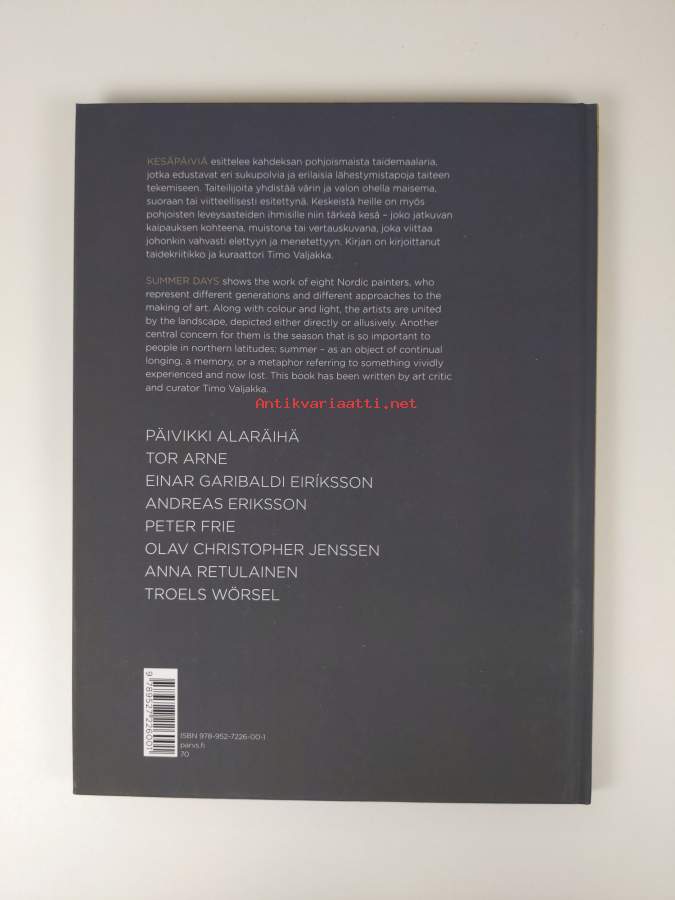 KESÄPÄIVIÄ esittelee kahdeksan pohjoismaista taidemaalaria,
jotka edustavat eri sukupolvia ja erilaisia lähestymistapoja taiteen
tekemiseen. Taiteilijoita yhdistää värin ja valon ohella maisema,
suoraan tai viitteellisesti esitettynä. Keskeistä heille on myös
pohjoisten leveysasteiden ihmisille niin tärkeä kesä – joko jatkuvan
kaipauksen kohteena, muistona tai vertauskuvana, joka viittaa
johonkin vahvasti elettyyn ja menetettyyn. Kirjan on kirjoittanut
taidekriitikko ja kuraattori Timo Valjakka.
SUMMER DAYS shows the work of eight Nordic painters, who
represent different generations and different approaches to the
making of art. Along with colour and light, the artists are united
by the landscape, depicted either directly or allusively. Another
central concern for them is the season that is so important to
people in northern latitudes: summer – as an object of continual
longing, a memory, or a metaphor referring to something vividly
experienced and now lost. This book has been written by art critic
and curator Timo Valjakka.
Antikvariaatti.net
PÄIVIKKI ALARÄIHÄ
TOR ARNE
EINAR GARIBALDI EIRÍKSSON
ANDREAS ERIKSSON
PETER FRIE
OLAV CHRISTOPHER JENSSEN
ANNA RETULAINEN
TROELS WÖRSEL
9 789527 226001
ISBN 978-952-7226-00-1
parvs.fi
70